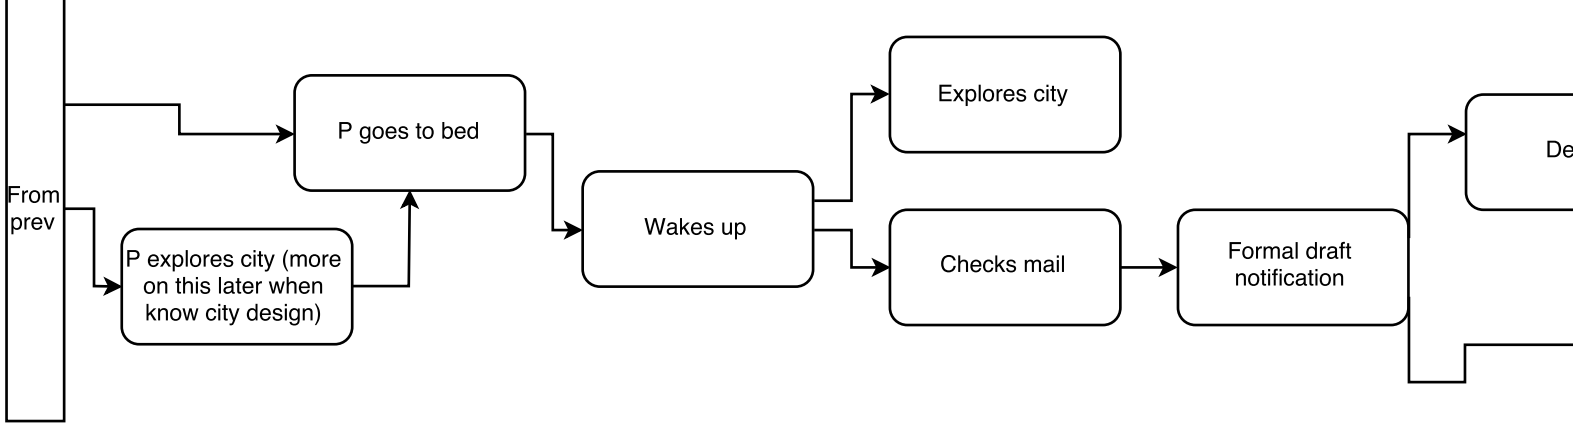 From
prev
P goes to bed
P explores city (more
on this later when
know city design)
Wakes up
Explores city
Checks mail
Formal draft
notification